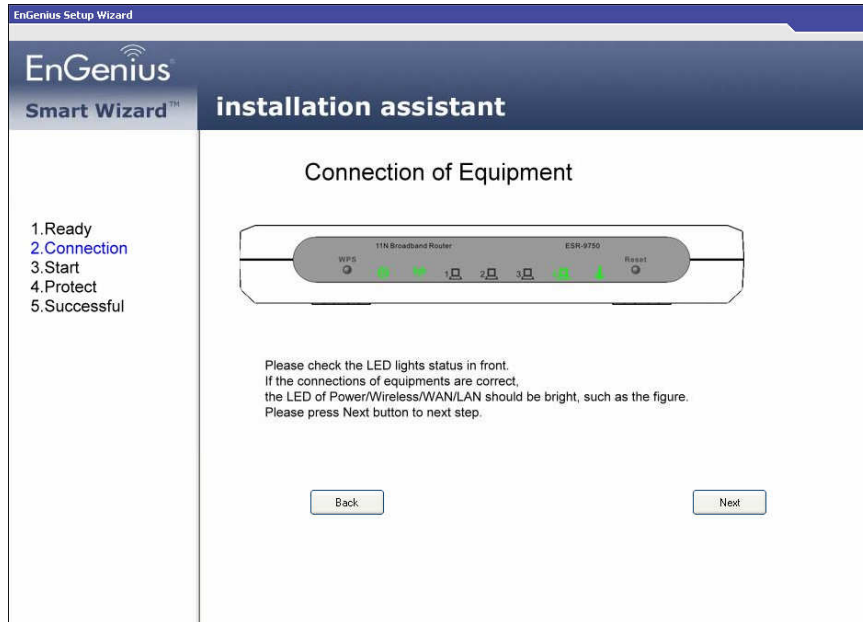 EnGenius Setup Wizard
EnGenius®
Smart Wizard™
installation assistant
Connection of Equipment
1.Ready
2.Connection
3.Start
4.Protect
5.Successful
11N Broadband Router
ESR-9750
WPS
Reset
1
2
3
Please check the LED lights status in front.
If the connections of equipments are correct,
the LED of Power/Wireless/WAN/LAN should be bright, such as the figure.
Please press Next button to next step.
Back
Next